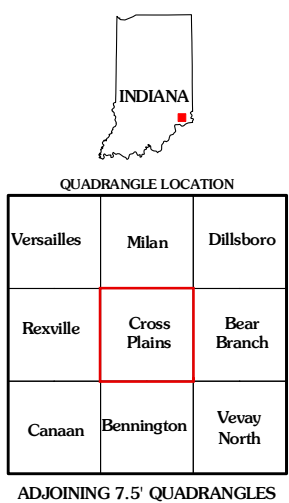 INDIANA
QUADRANGLE LOCATION
Versailles
Milan
Dillsboro
Rexville
Cross
Plains
Bear
Branch
Canaan
Bennington
Vevay
North
ADJOINING 7.5' QUADRANGLES